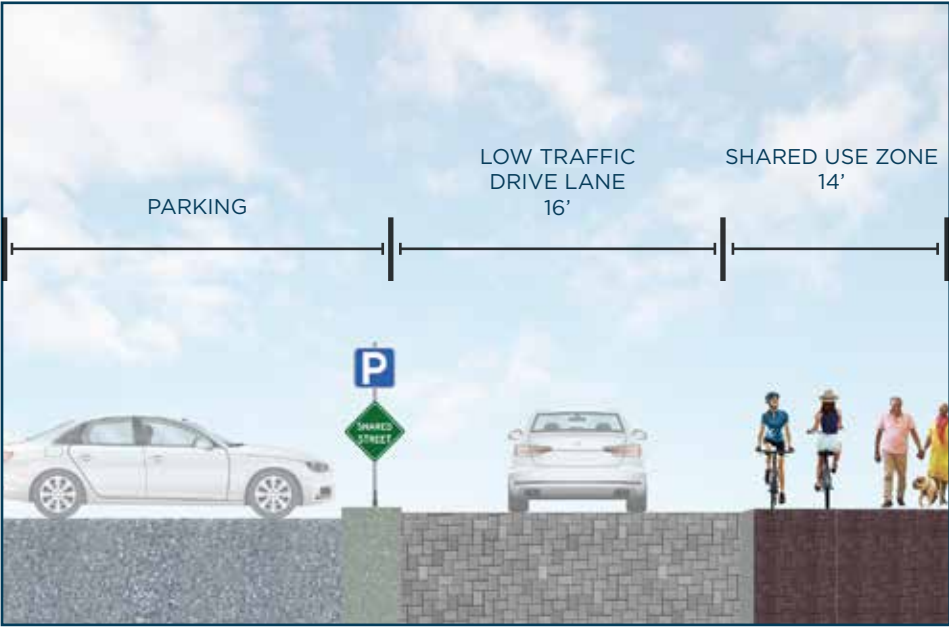 PARKING
LOW TRAFFIC
DRIVE LANE
16'
SHARED USE ZONE
14'
P
SHARED
STREET